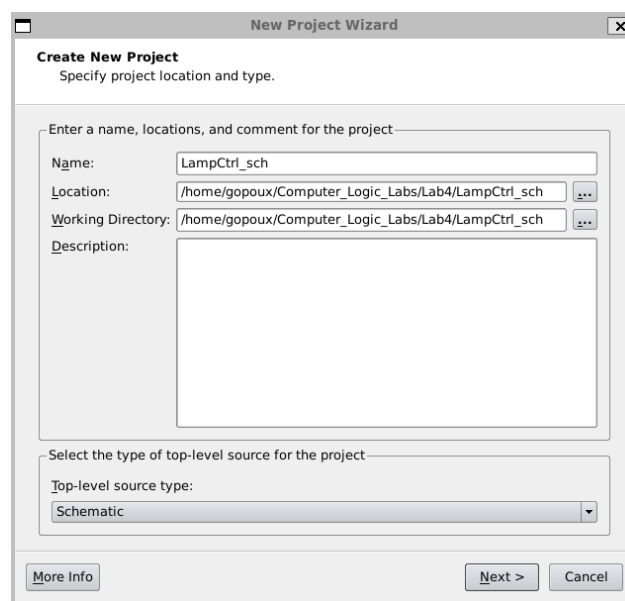 New Project Wizard
Create New Project
Specify project location and type.
Enter a name, locations, and comment for the project
Name: LampCtrl_sch
Location: /home/gopoux/Computer_Logic_Labs/Lab4/LampCtrl_sch ...
Working Directory: /home/gopoux/Computer_Logic_Labs/Lab4/LampCtrl_sch ...
Description:
Select the type of top-level source for the project
Top-level source type:
Schematic
More Info Next > Cancel